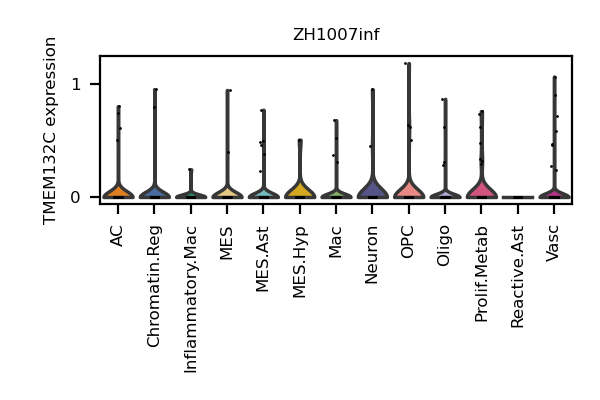 ZH1007inf
TMEM132C expression
1
0
AC
Chromatin.Reg
Inflammatory.Mac
MES
MES.Ast
MES.Hyp
Mac
Neuron
OPC
Oligo
Prolif.Metab
Reactive.Ast
Vasc